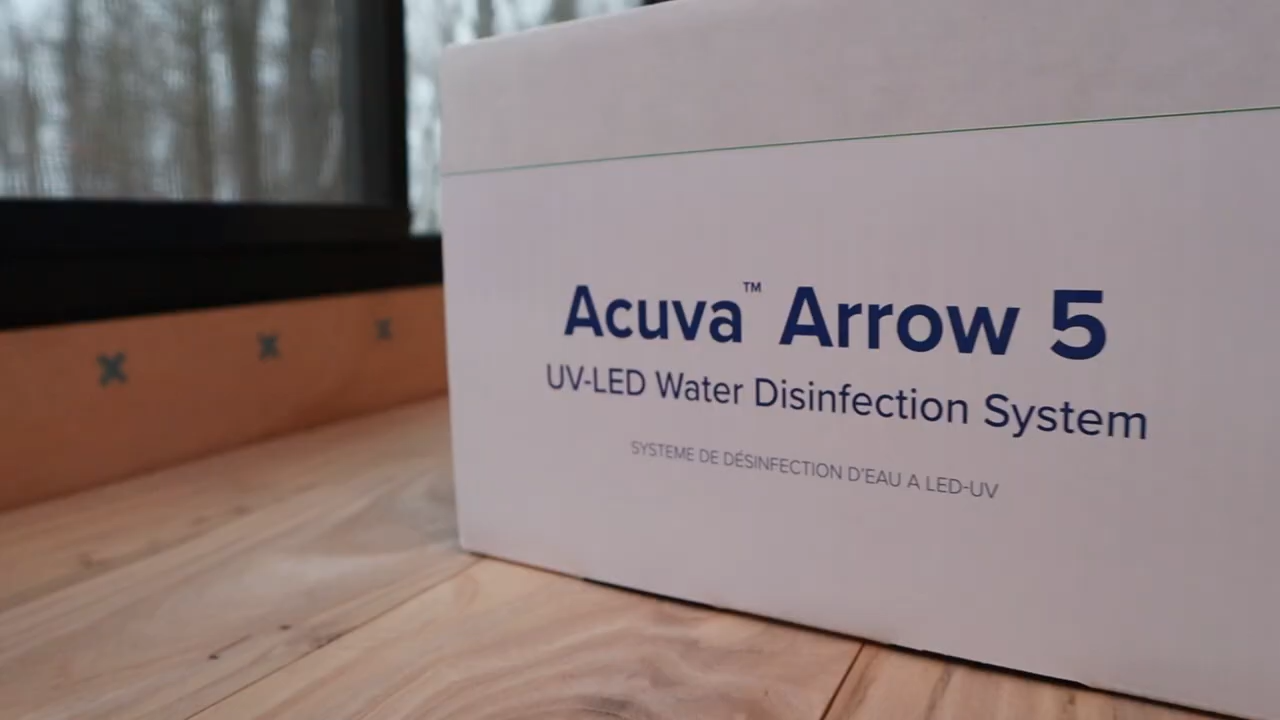 Acuva™ Arrow 5
UV-LED Water Disinfection System
SYSTEME DE DÉSINFECTION D'EAU A LED-UV